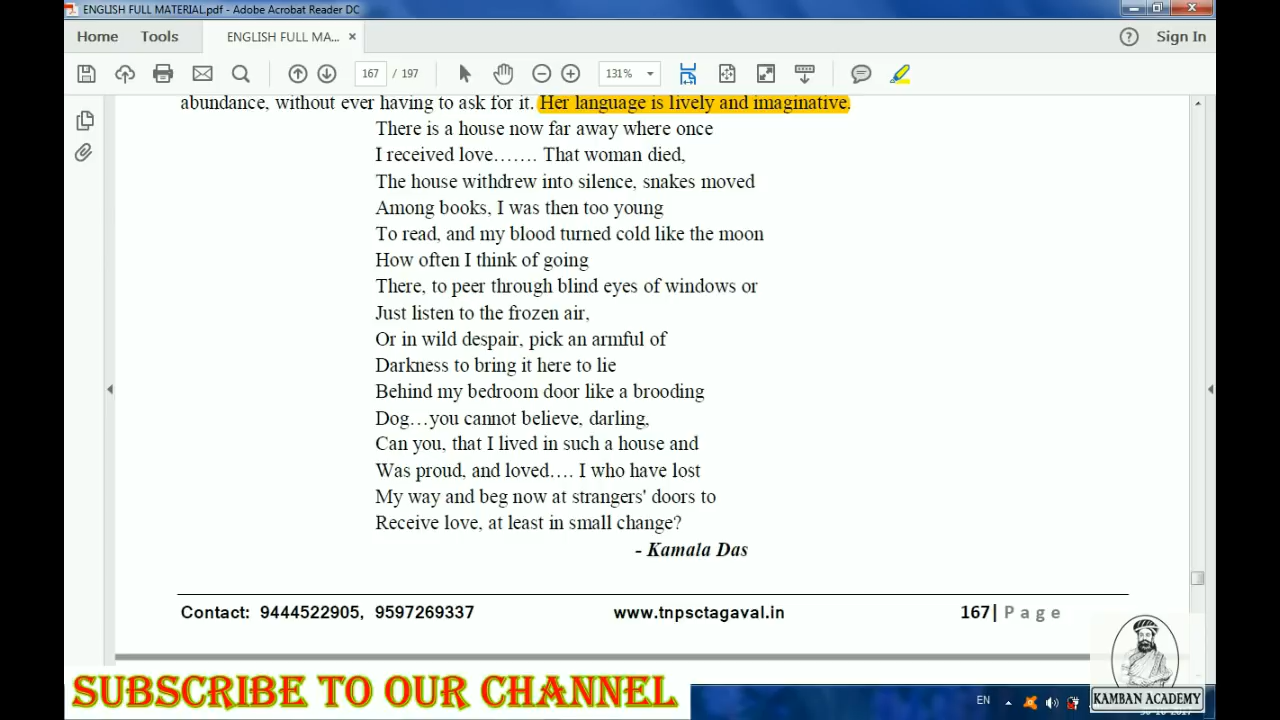 ENGLISH FULL MATERIAL.pdf - Adobe Acrobat Reader DC
Home Tools ENGLISH FULL MA... × Sign In
167 / 197 131%
abundance, without ever having to ask for it. Her language is lively and imaginative.
There is a house now far away where once
I received love……. That woman died,
The house withdrew into silence, snakes moved
Among books, I was then too young
To read, and my blood turned cold like the moon
How often I think of going
There, to peer through blind eyes of windows or
Just listen to the frozen air,
Or in wild despair, pick an armful of
Darkness to bring it here to lie
Behind my bedroom door like a brooding
Dog…you cannot believe, darling,
Can you, that I lived in such a house and
Was proud, and loved…. I who have lost
My way and beg now at strangers' doors to
Receive love, at least in small change?
- Kamala Das
Contact: 9444522905, 9597269337 www.tnpsctagaval.in 167| Page
SUBSCRIBE TO OUR CHANNEL
EN
KAMBAN ACADEMY